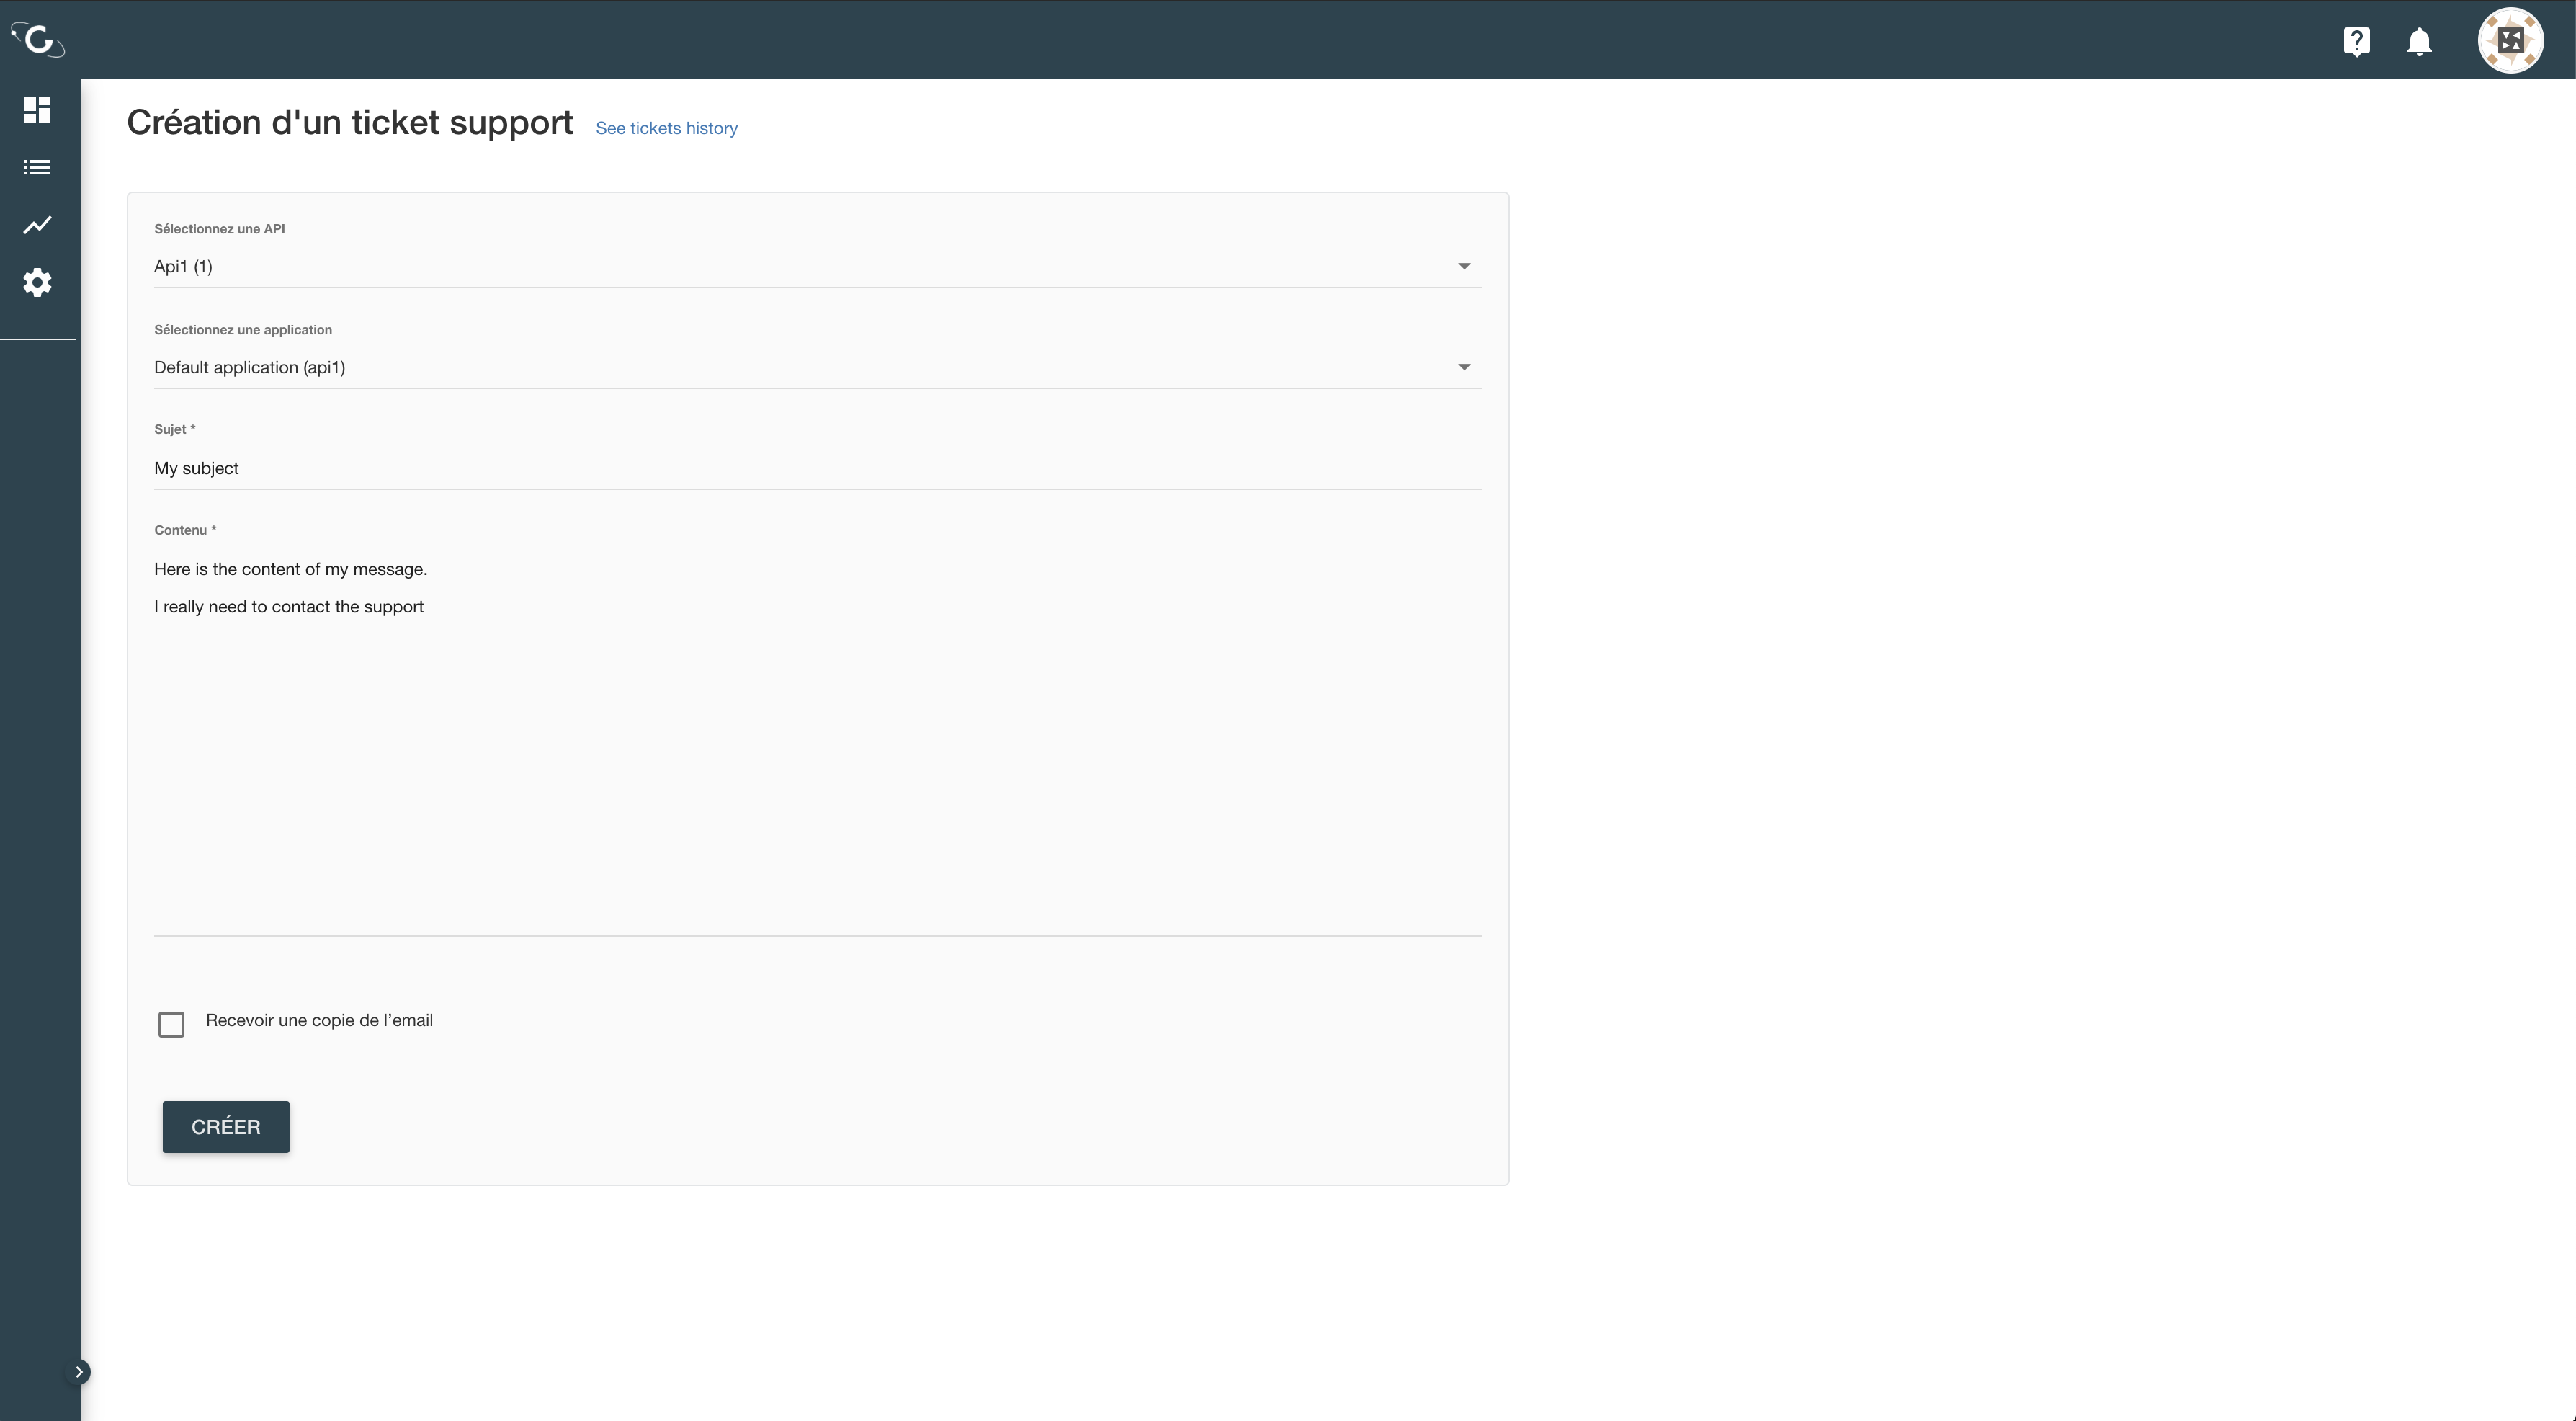 Création d'un ticket support See tickets history
Sélectionnez une API
Api1 (1)
Sélectionnez une application
Default application (api1)
Sujet *
My subject
Contenu *
Here is the content of my message.
I really need to contact the support
Recevoir une copie de l’email
CRÉER